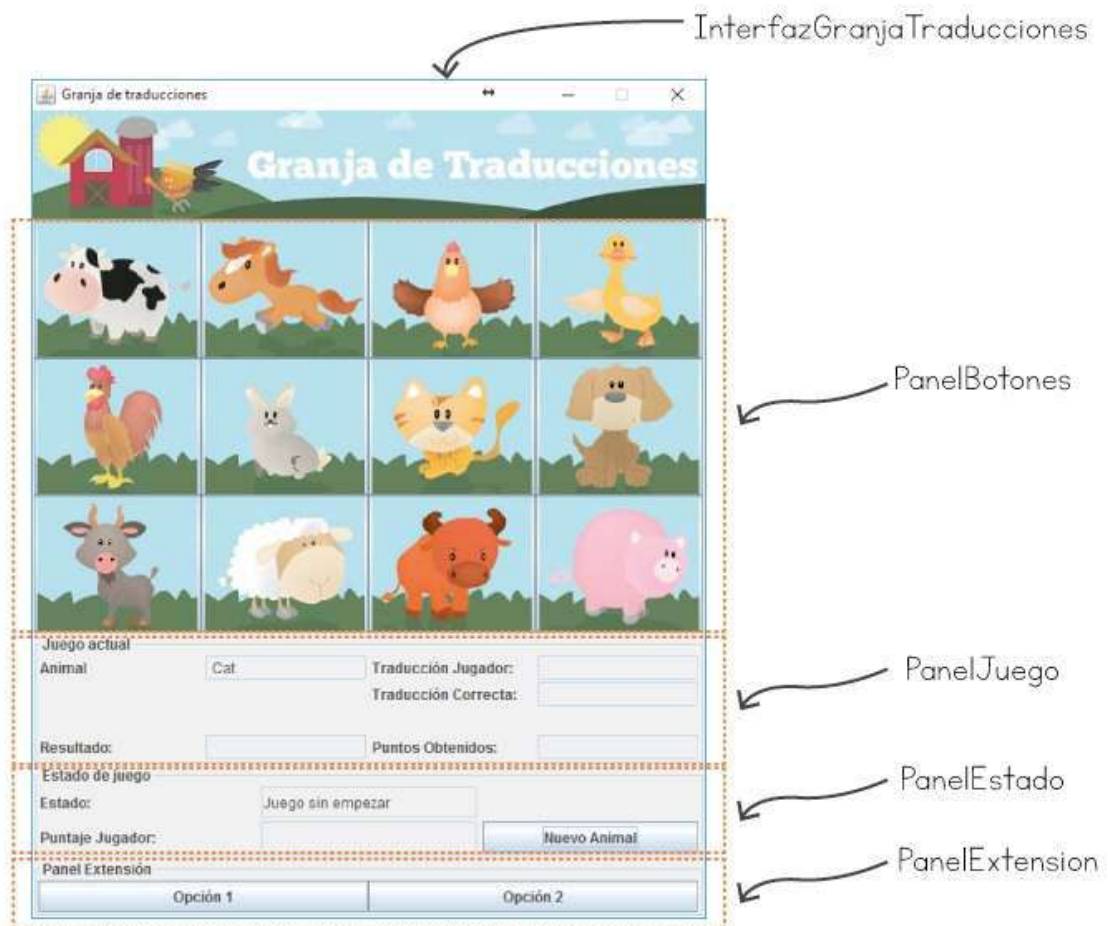 InterfazGranjaTraducciones
Granja de traducciones
Granja de Traducciones
PanelBotones
Juego actual
Animal Cat Traducción Jugador:
Traducción Correcta:
PanelJuego
Resultado: Puntos Obtenidos:
Estado de juego
PanelEstado
Estado: Juego sin empezar
Puntaje Jugador: Nuevo Animal
PanelExtension
Panel Extensión
Opción 1 Opción 2